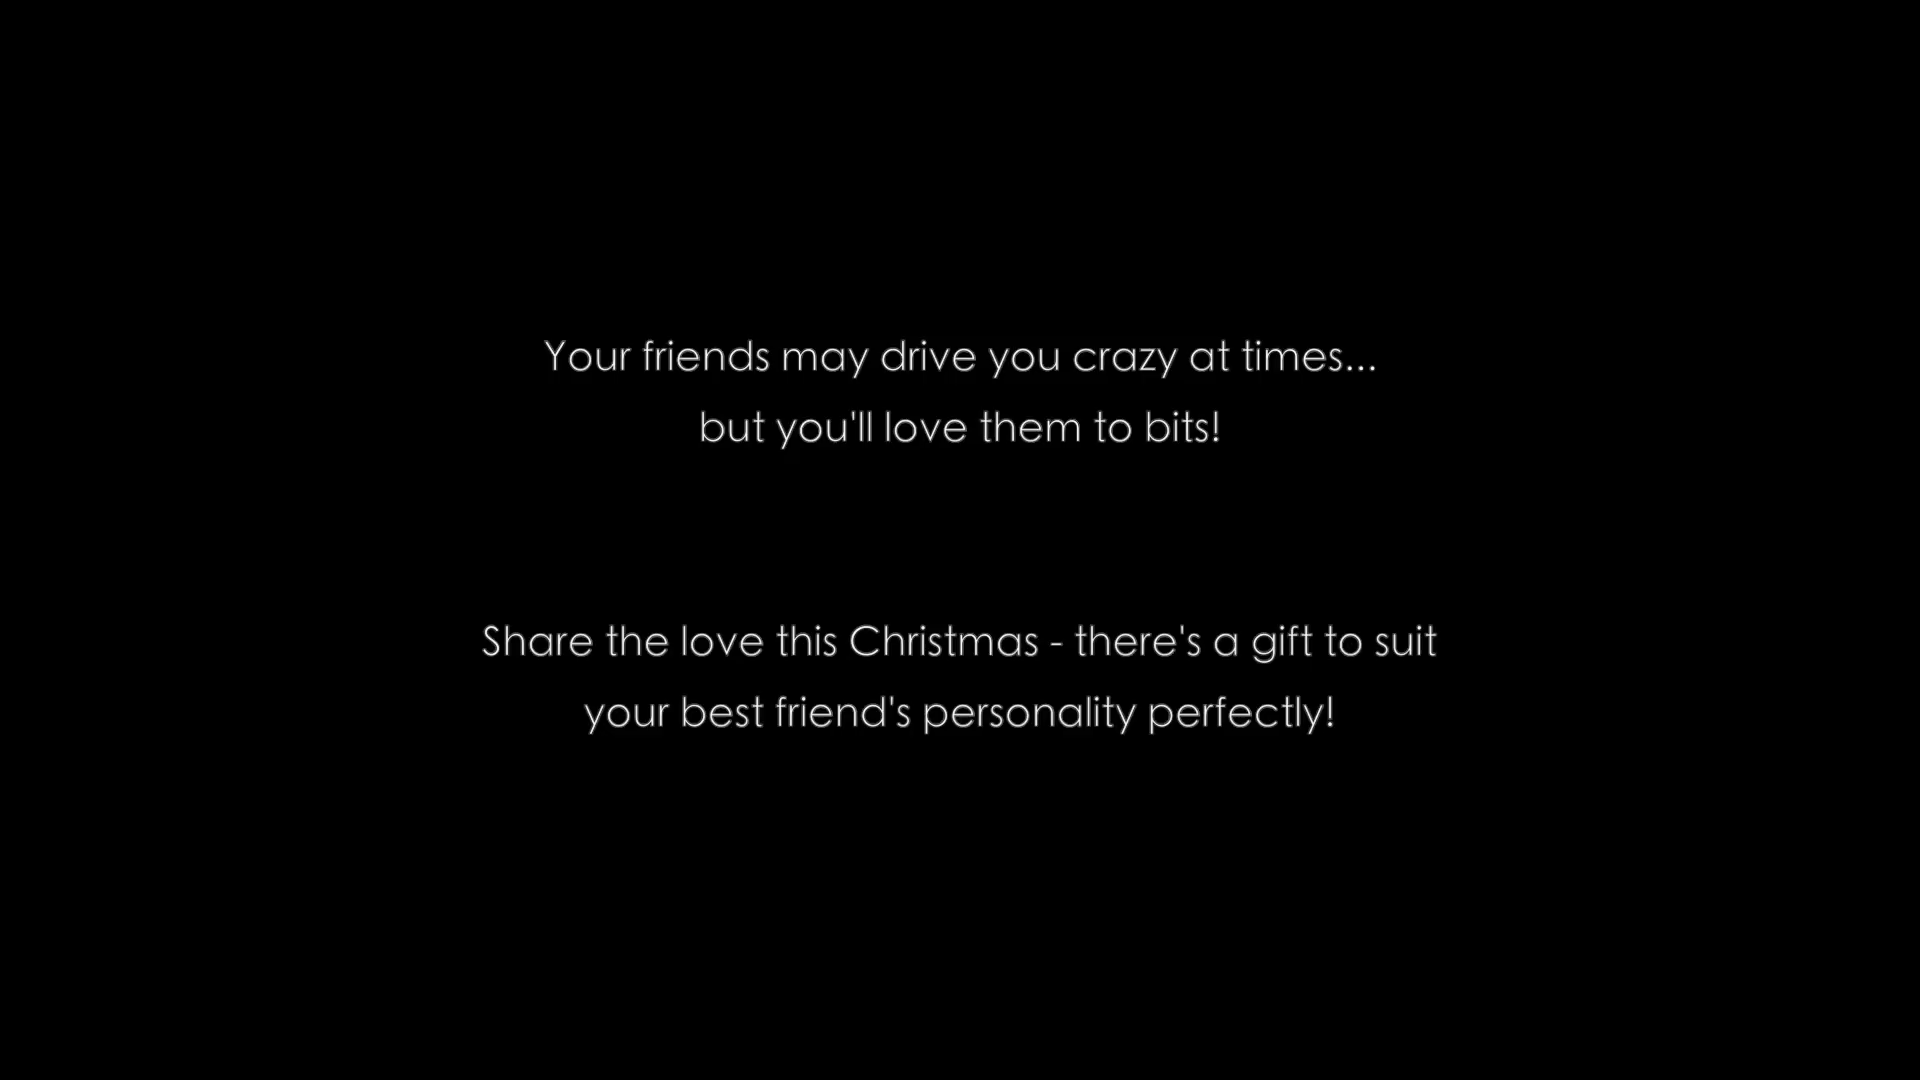 Your friends may drive you crazy at times...
but you'll love them to bits!
Share the love this Christmas - there's a gift to suit
your best friend's personality perfectly!